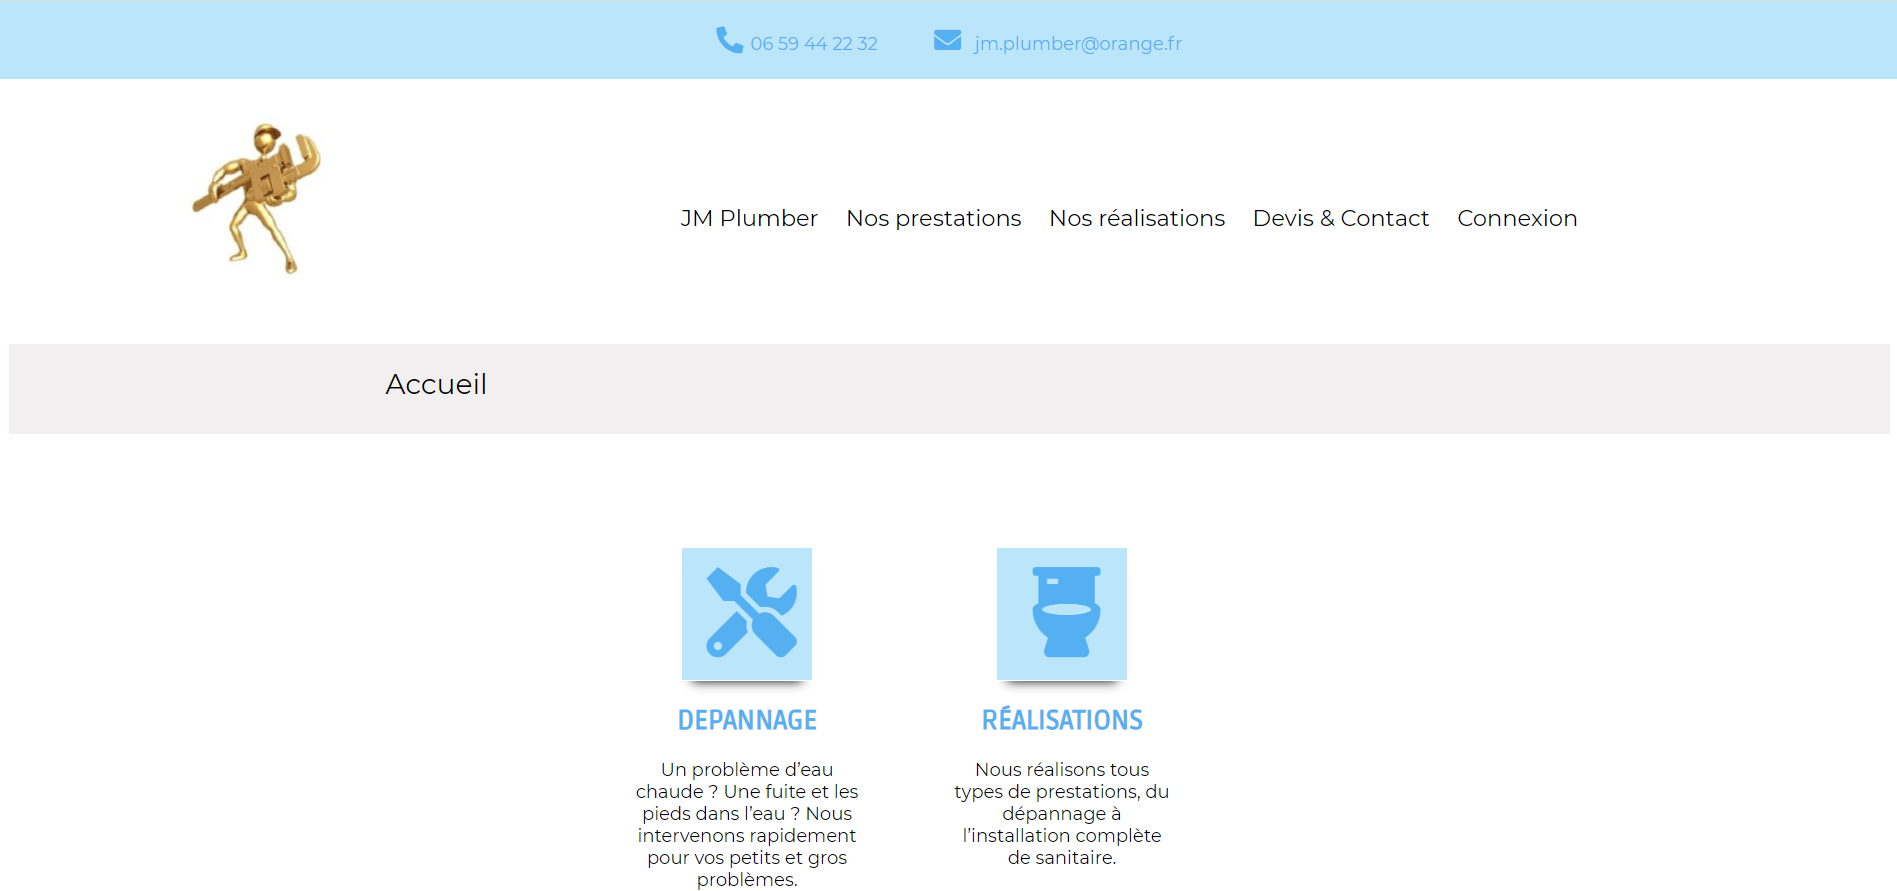 06 59 44 22 32 jm.plumber@orange.fr
JM Plumber Nos prestations Nos réalisations Devis & Contact Connexion
Accueil
DEPANNAGE
Un problème d’eau
chaude ? Une fuite et les
pieds dans l’eau ? Nous
intervenons rapidement
pour vos petits et gros
problèmes.
RÉALISATIONS
Nous réalisons tous
types de prestations, du
dépannage à
l’installation complète
de sanitaire.